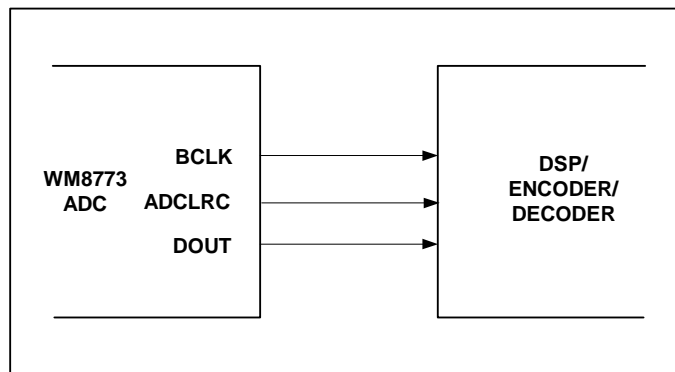 WM8773
ADC
BCLK
ADCLRC
DOUT
DSP/
ENCODER/
DECODER